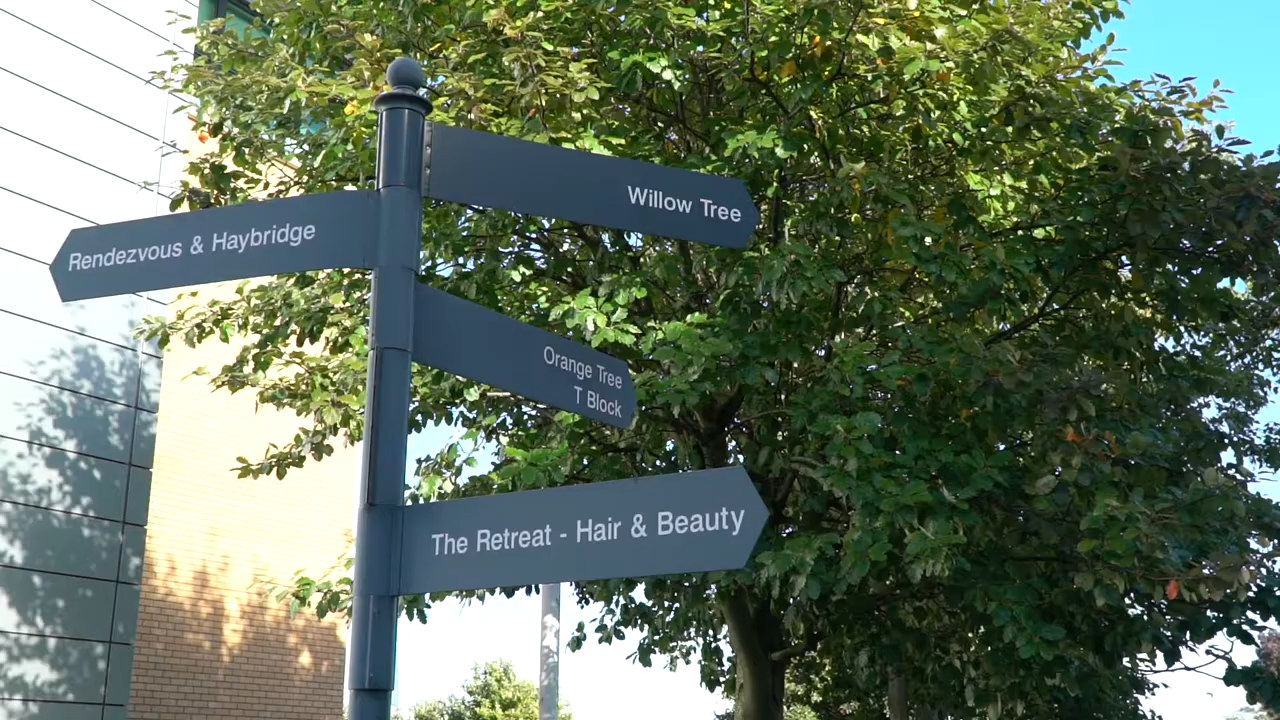 Willow Tree
Rendezvous & Haybridge
Orange Tree
T Block
The Retreat - Hair & Beauty